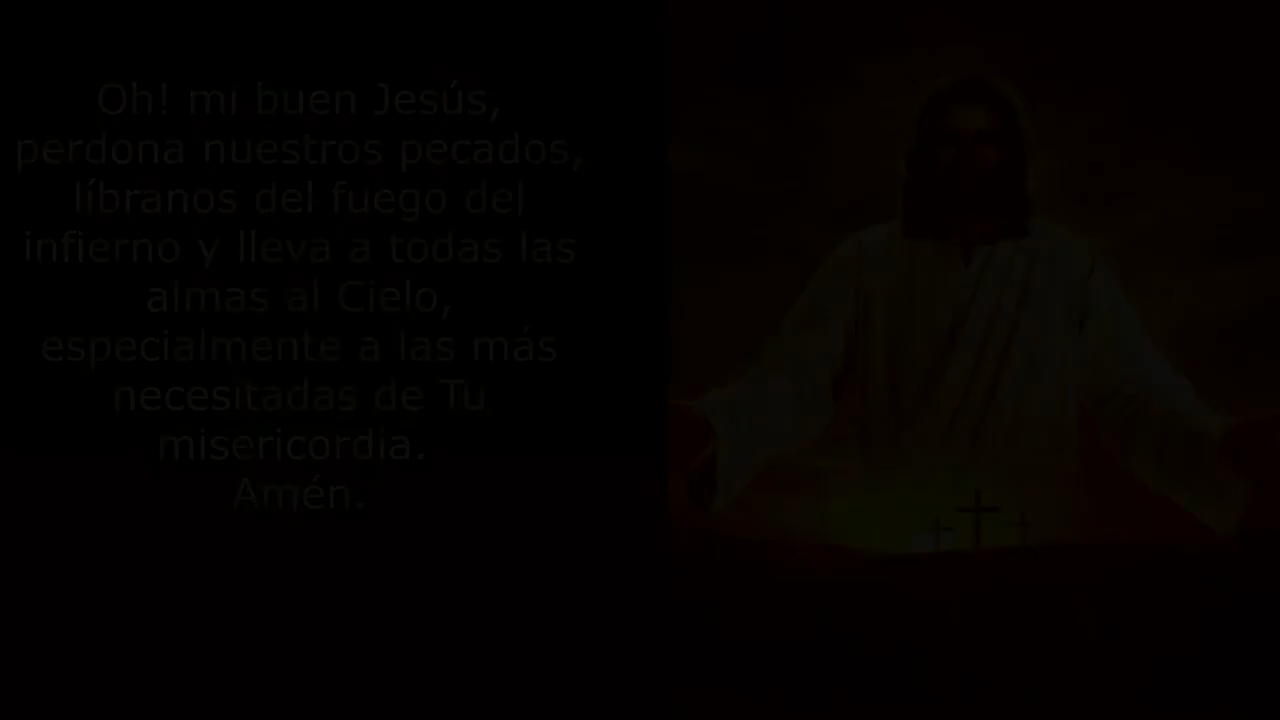 Oh! mi buen Jesús,
perdona nuestros pecados,
líbranos del fuego del
infierno y lleva a todas las
almas al Cielo,
especialmente a las más
necesitadas de Tu
misericordia.
Amén.